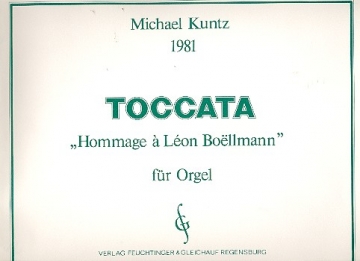 Michael Kuntz
1981
TOCCATA
„Hommage à Léon Boëllmann”
für Orgel
VERLAG FEUCHTINGER & GLEICHAUF REGENSBURG